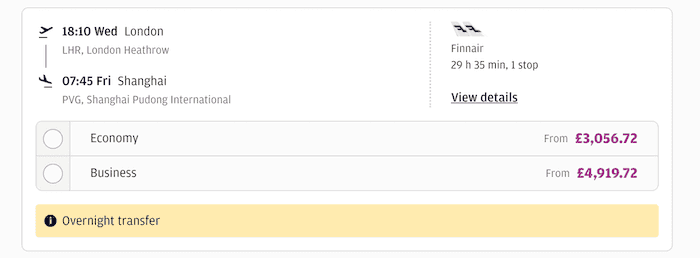 18:10 Wed London
LHR, London Heathrow
07:45 Fri Shanghai
PVG, Shanghai Pudong International
Finnair
29 h 35 min, 1 stop
View details
Economy From £3,056.72
Business From £4,919.72
Overnight transfer